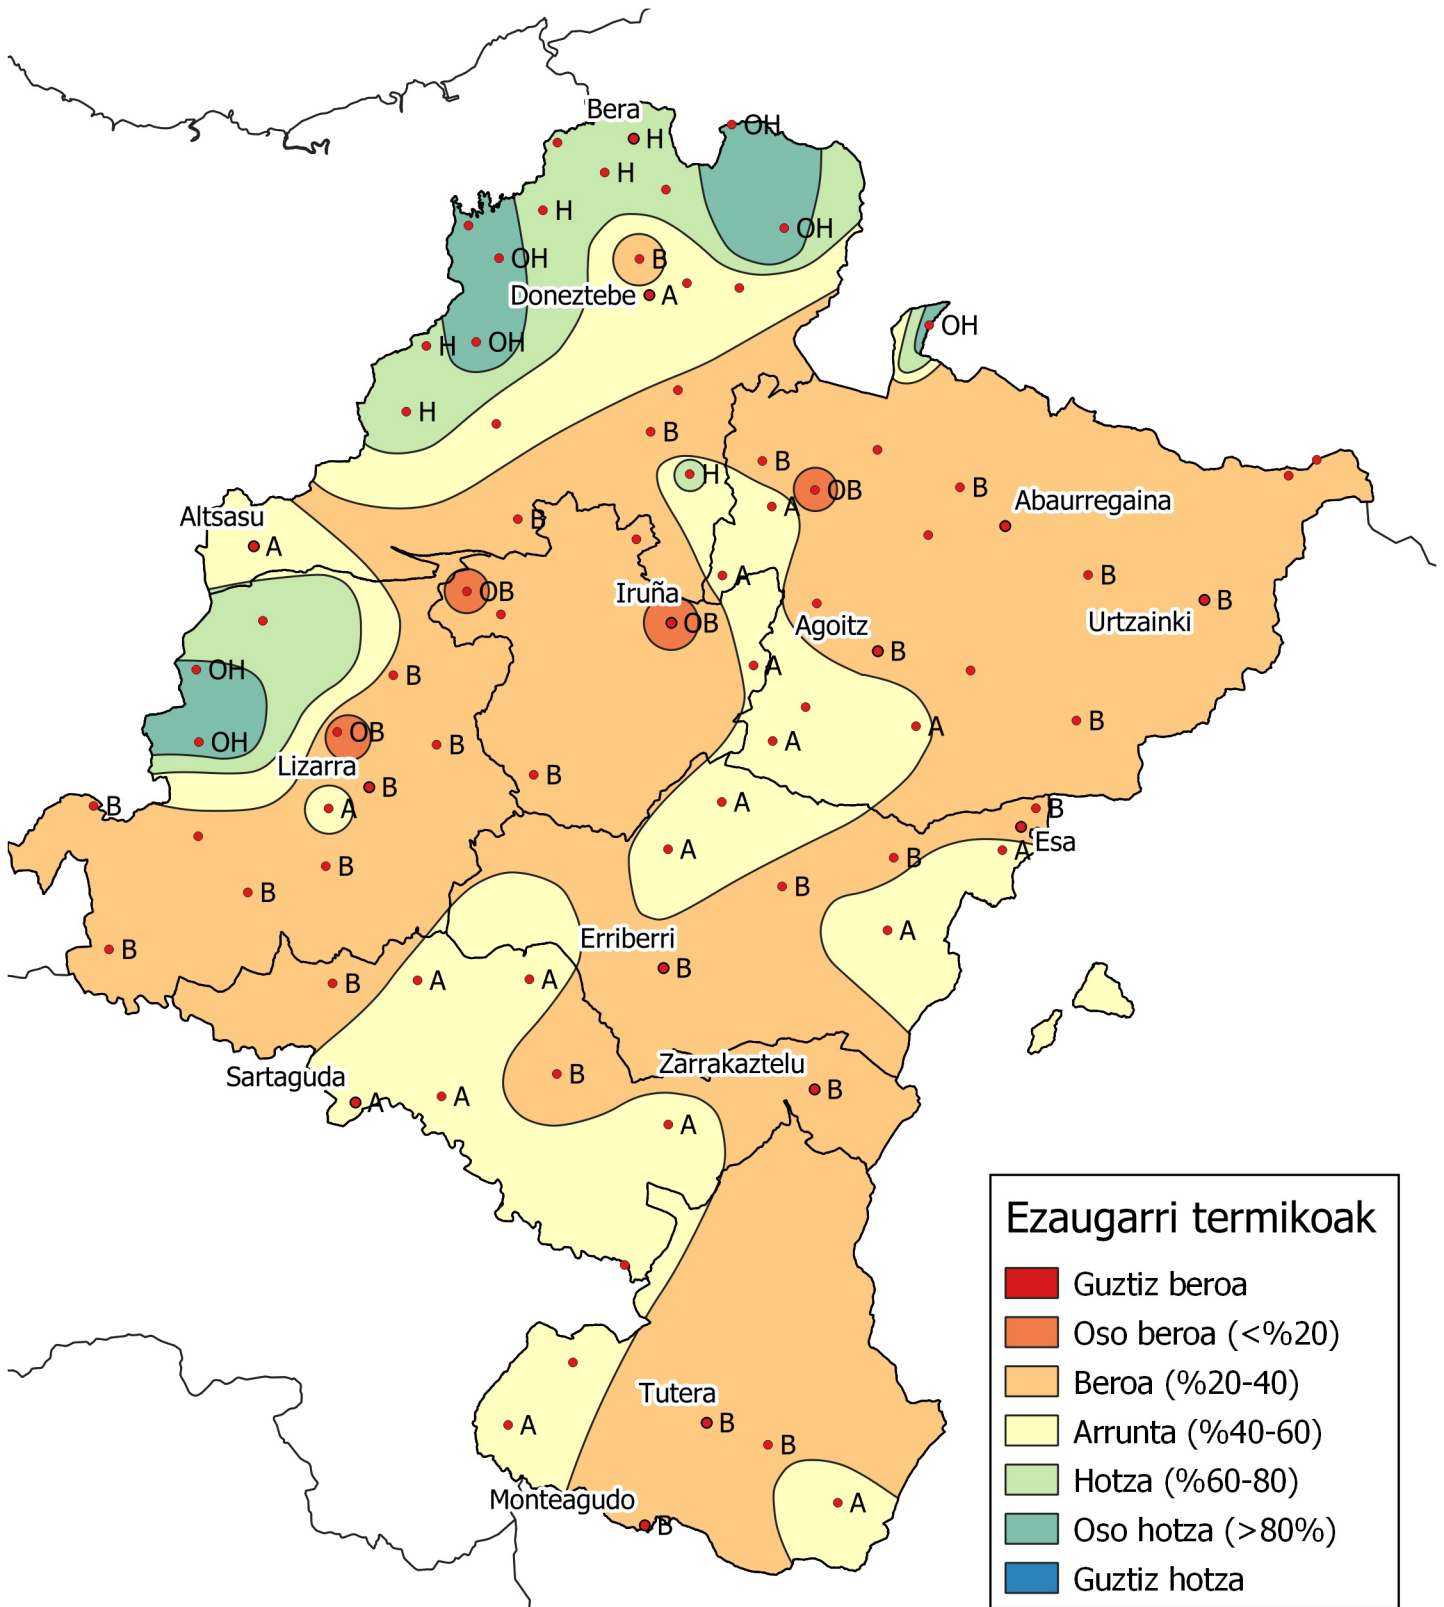 Bera
H
OH
H
H
OH
OH
B
Doneztebe
A
OH
H
OH
H
B
H
B
OB
B
Abaurregaina
A
Altsasu
A
B
A
B
OB
Iruña
OB
Agoitz
B
Urtzainki
B
OH
B
A
A
B
OH
OB
B
A
Lizarra
B
B
A
B
A
B
Esa
A
B
A
B
B
B
A
Erriberri
B
B
B
A
A
Zarrakaztelu
B
Sartaguda
A
A
B
A
Tutera
B
B
A
Monteagudo
B
A
Ezaugarri termikoak
Guztiz beroa
Oso beroa (<%20)
Beroa (%20-40)
Arrunta (%40-60)
Hotza (%60-80)
Oso hotza (>80%)
Guztiz hotza